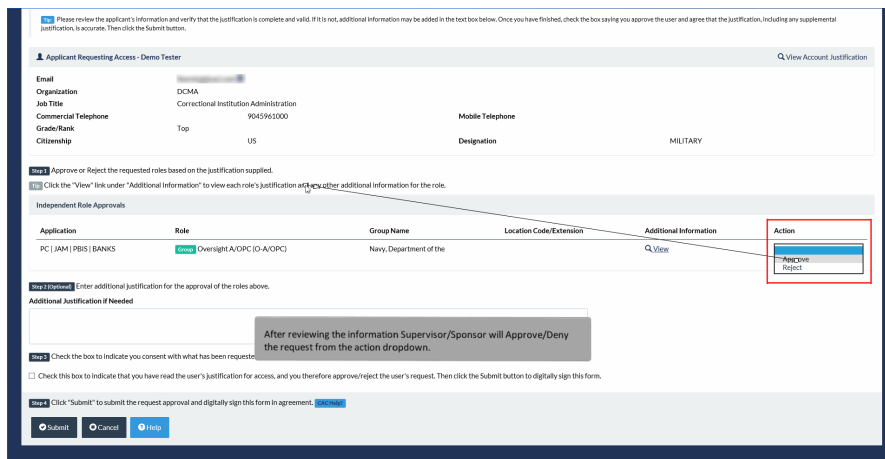 Tip Please review the applicant's information and verify that the justification is complete and valid. If it is not, additional information may be added in the text box below. Once you have finished, check the box saying you approve the user and agree that the justification, including any supplemental
justification, is accurate. Then click the Submit button.
Applicant Requesting Access - Demo Tester View Account Justification
Email
Organization DCMA
Job Title Correctional Institution Administration
Commercial Telephone 9045961000 Mobile Telephone
Grade/Rank Top
Citizenship US Designation MILITARY
Step 1 Approve or Reject the requested roles based on the justification supplied.
Tip Click the "View" link under "Additional Information" to view each role's justification and any other additional information for the role.
Independent Role Approvals
Application Role Group Name Location Code/Extension Additional Information Action
PC | JAM | PBIS | BANKS Group Oversight A/OPC (O-A/OPC) Navy, Department of the View
Approve
Reject
Step 2 (Optional) Enter additional justification for the approval of the roles above.
Additional Justification if Needed
After reviewing the information Supervisor/Sponsor will Approve/Deny
the request from the action dropdown.
Step 3 Check the box to indicate you consent with what has been requeste
Check this box to indicate that you have read the user's justification for access, and you therefore approve/reject the user's request. Then click the Submit button to digitally sign this form.
Step 4 Click "Submit" to submit the request approval and digitally sign this form in agreement. CAC Help?
Submit Cancel Help